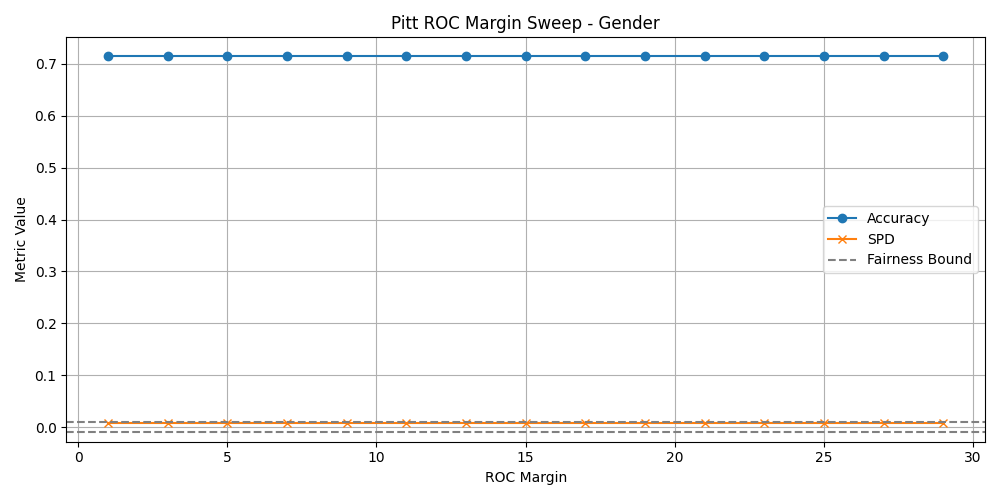 Pitt ROC Margin Sweep - Gender
Metric Value
0.7
0.6
0.5
0.4
0.3
0.2
0.1
0.0
Accuracy
SPD
Fairness Bound
0 5 10 15 20 25 30
ROC Margin